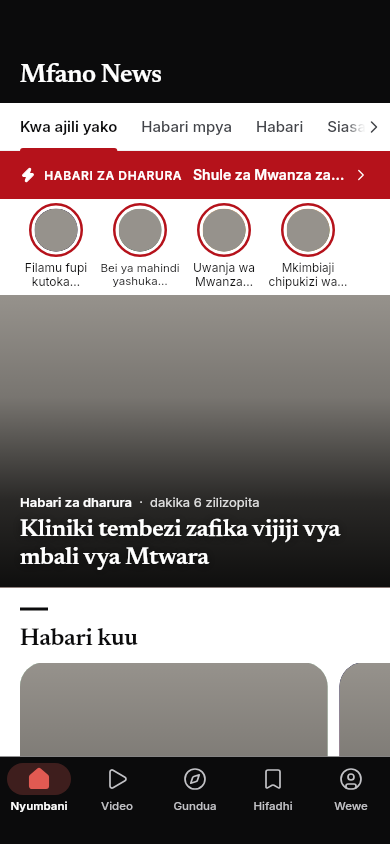 Mfano News
Kwa ajili yako
Habari mpya
Habari
Siasa
HABARI ZA DHARURA Shule za Mwanza za...
Filamu fupi
kutoka...
Bei ya mahindi
yashuka...
Uwanja wa
Mwanza...
Mkimbiaji
chipukizi wa...
Habari za dharura · dakika 6 zilizopita
Kliniki tembezi zafika vijiji vya
mbali vya Mtwara
Habari kuu
Nyumbani
Video
Gundua
Hifadhi
Wewe